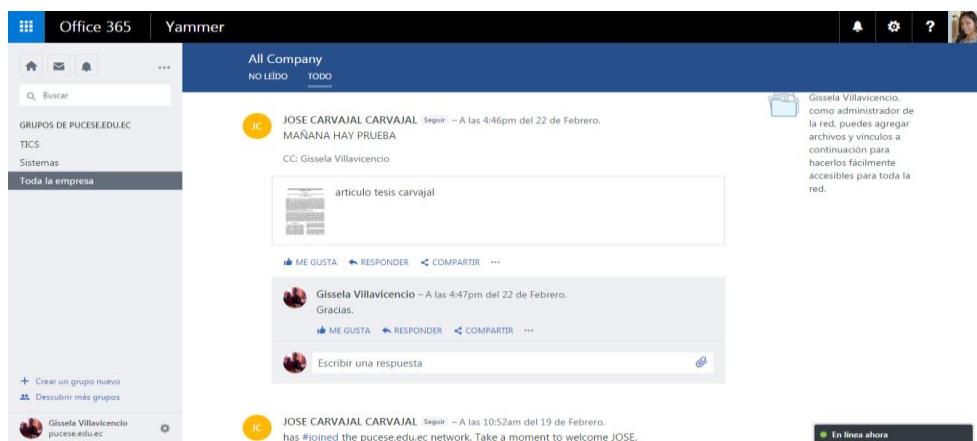 Office 365
Yammer
?
All Company
NO LEÍDO TODO
Buscar
GRUPOS DE PUCESE.EDU.EC
TICS
Sistemas
Toda la empresa
+ Crear un grupo nuevo
Descubrir más grupos
Gissela Villavicencio
pucese.edu.ec
JC
JOSE CARVAJAL CARVAJAL Seguir – A las 4:46pm del 22 de Febrero.
MAÑANA HAY PRUEBA
CC: Gissela Villavicencio
articulo tesis carvajal
ME GUSTA RESPONDER COMPARTIR ···
Gissela Villavicencio – A las 4:47pm del 22 de Febrero.
Gracias.
ME GUSTA RESPONDER COMPARTIR ···
Escribir una respuesta
JC
JOSE CARVAJAL CARVAJAL Seguir – A las 10:52am del 19 de Febrero.
has #joined the pucese.edu.ec network. Take a moment to welcome JOSE.
Gissela Villavicencio,
como administrador de
la red, puedes agregar
archivos y vínculos a
continuación para
hacerlos fácilmente
accesibles para toda la
red.
En línea ahora